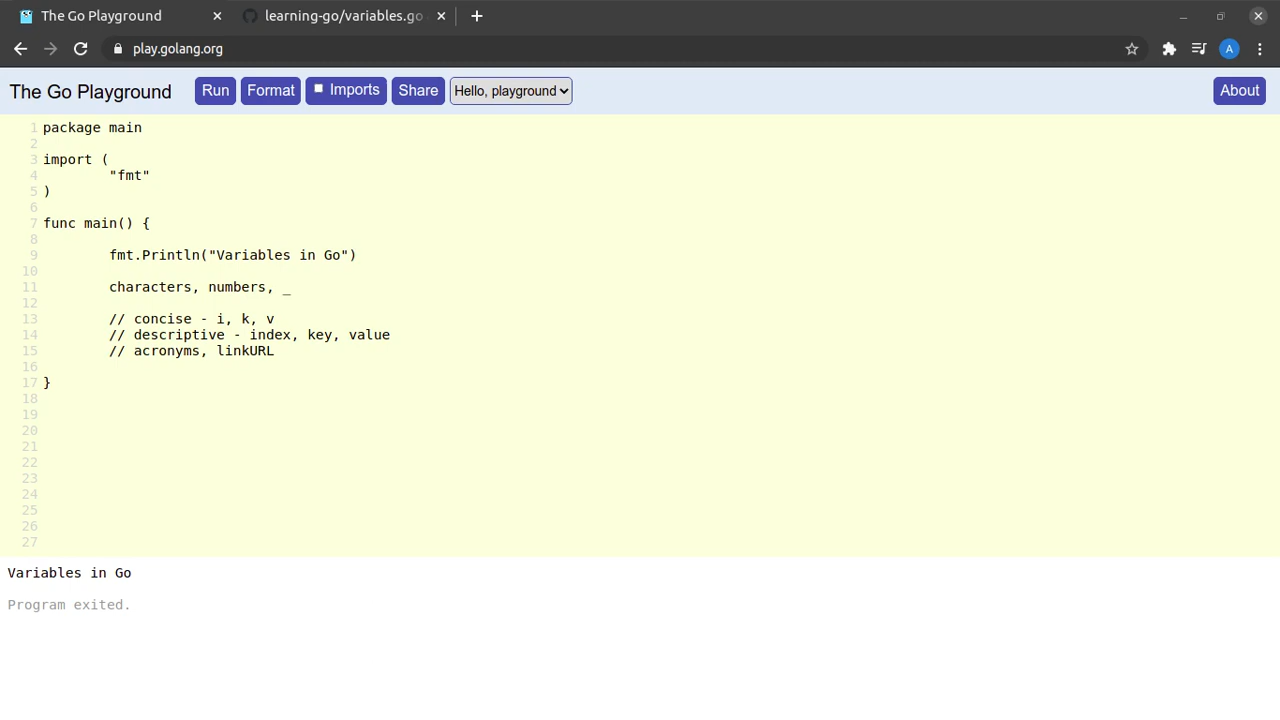 The Go Playground
learning-go/variables.go
play.golang.org
A
The Go Playground
Run
Format
Imports
Share
Hello, playground
About
1 package main
2
3 import (
4 "fmt"
5 )
6
7 func main() {
8
9 fmt.Println("Variables in Go")
10
11 characters, numbers, _
12
13 // concise - i, k, v
14 // descriptive - index, key, value
15 // acronyms, linkURL
16
17 }
18
19
20
21
22
23
24
25
26
27
Variables in Go
Program exited.